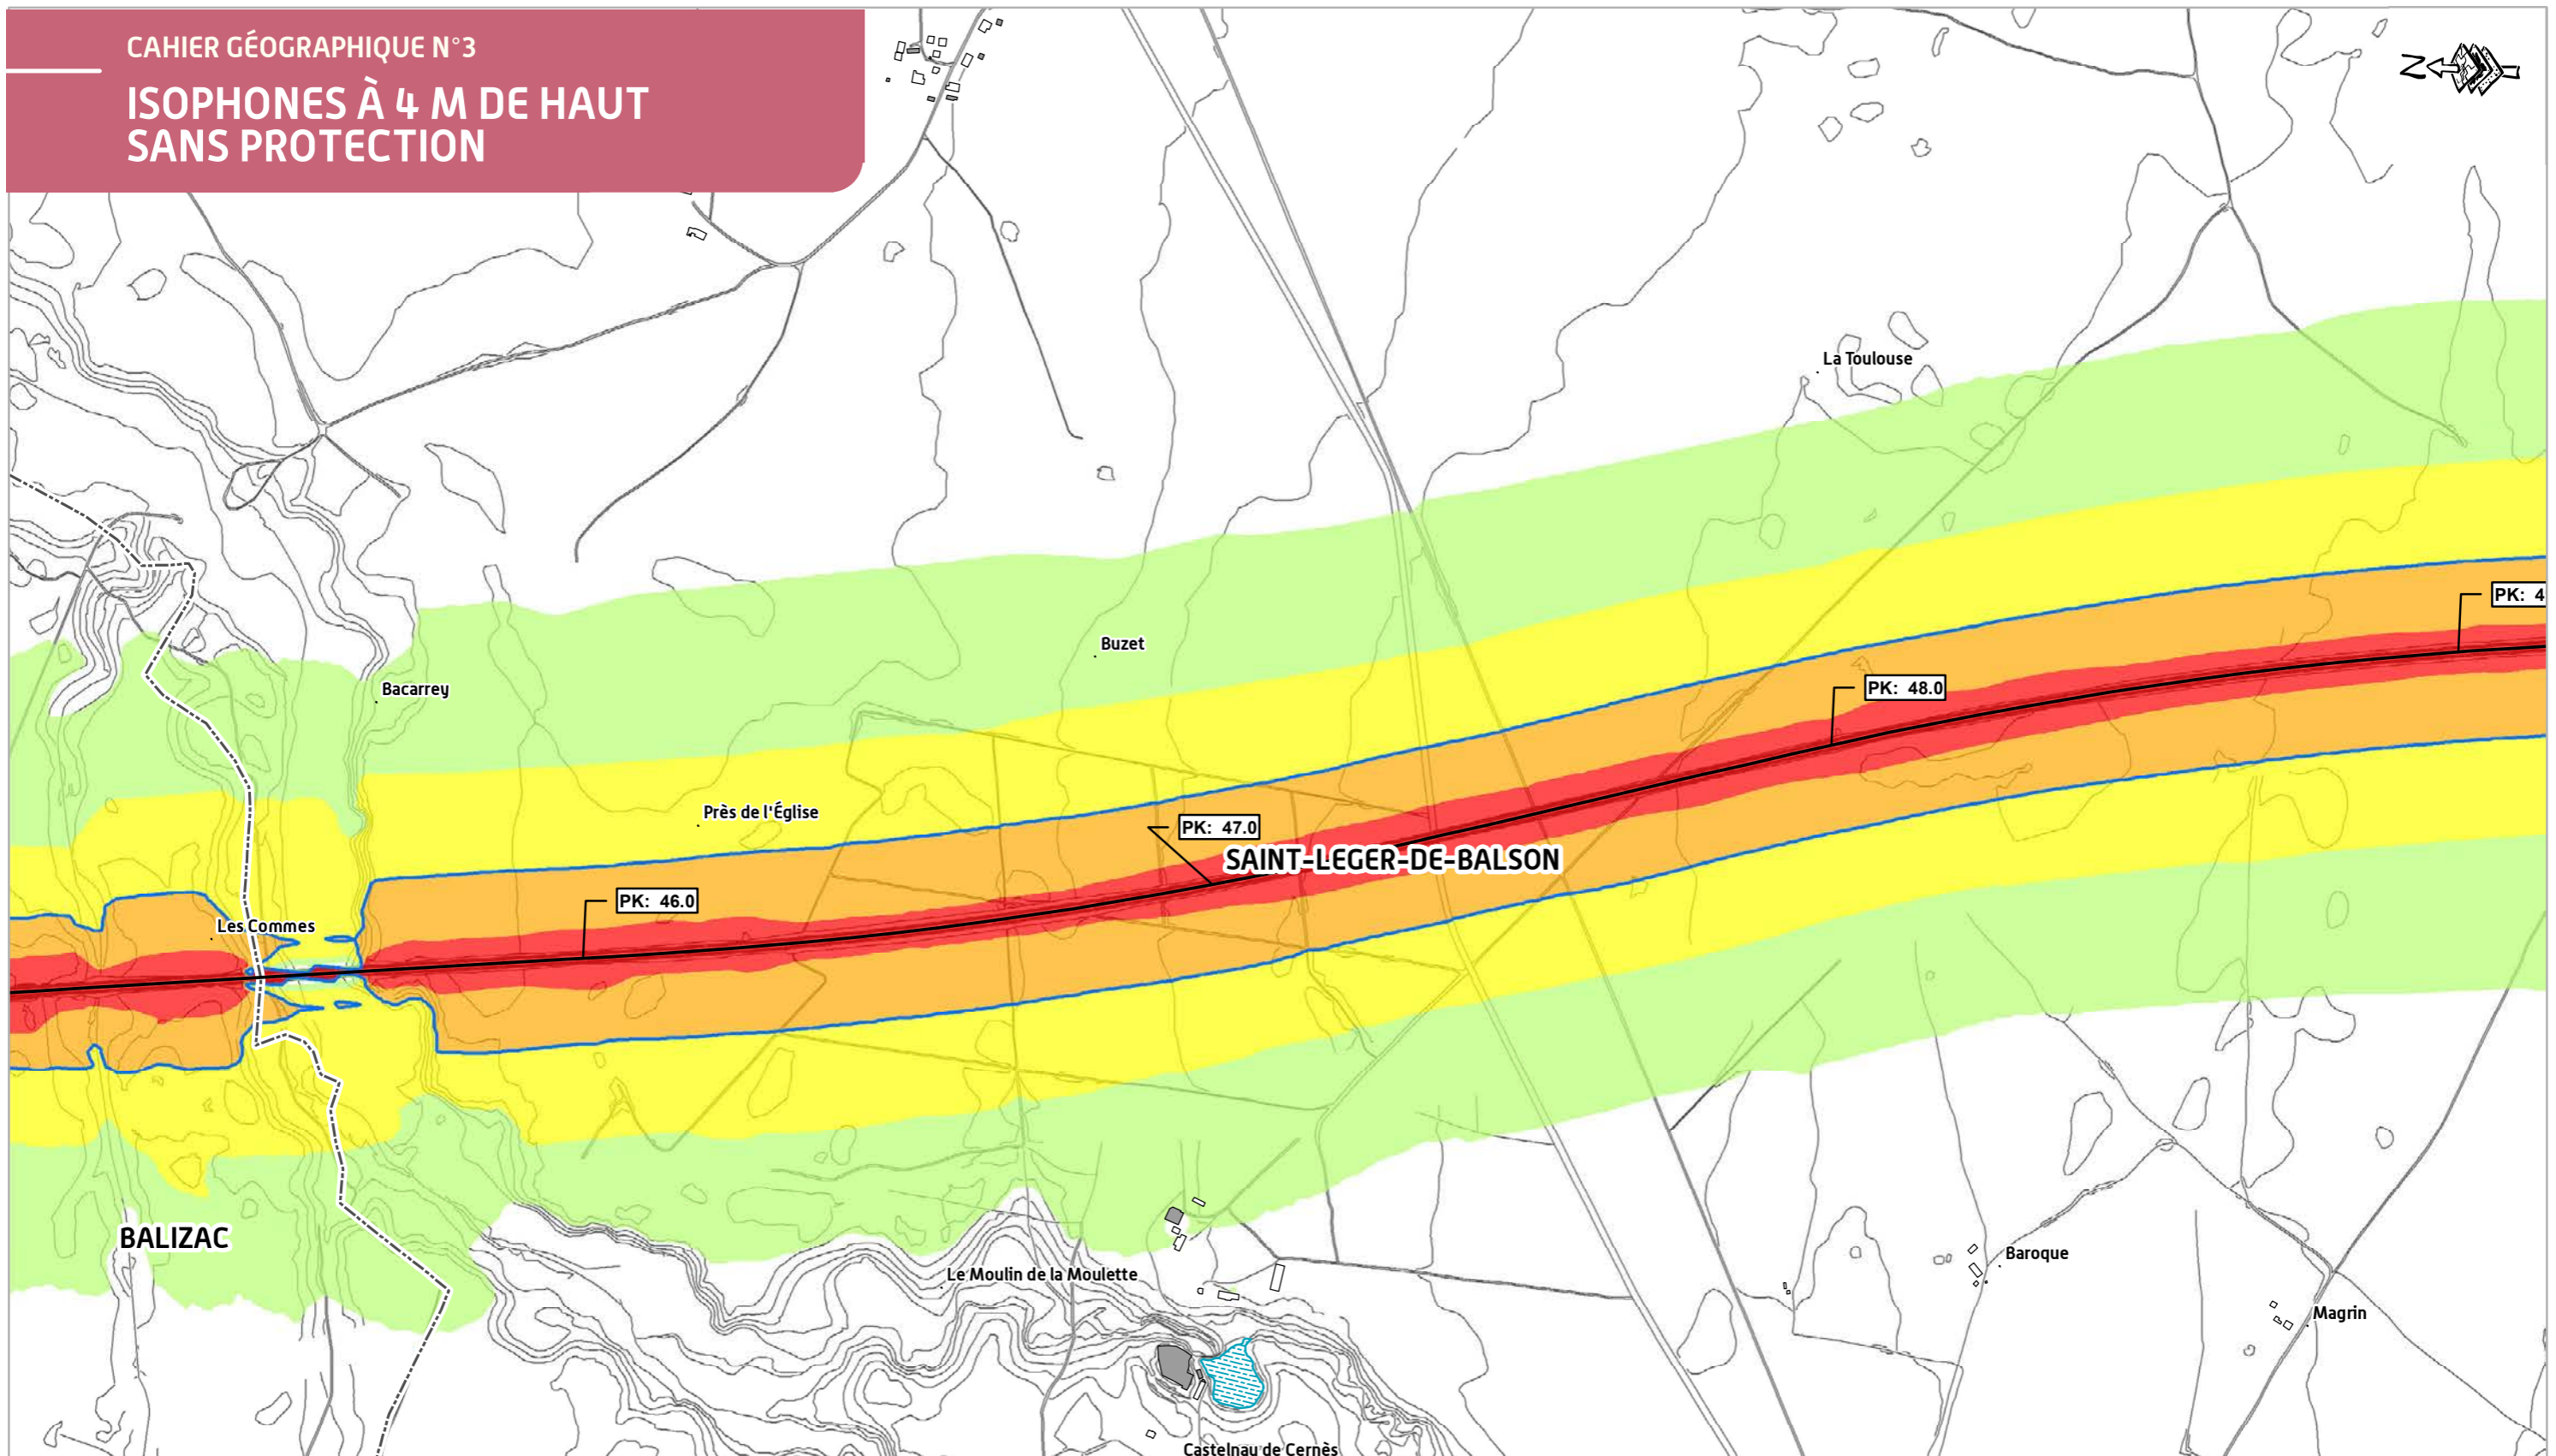 CAHIER GÉOGRAPHIQUE N°3
ISOPHONES À 4 M DE HAUT
SANS PROTECTION
N
La Toulouse
PK: 4
Buzet
Bacarrey
PK: 48.0
Près de l'Église
PK: 47.0
SAINT-LEGER-DE-BALSON
PK: 46.0
Les Commes
BALIZAC
Baroque
Le Moulin de la Moulette
Magrin
Castelnau de Cernès